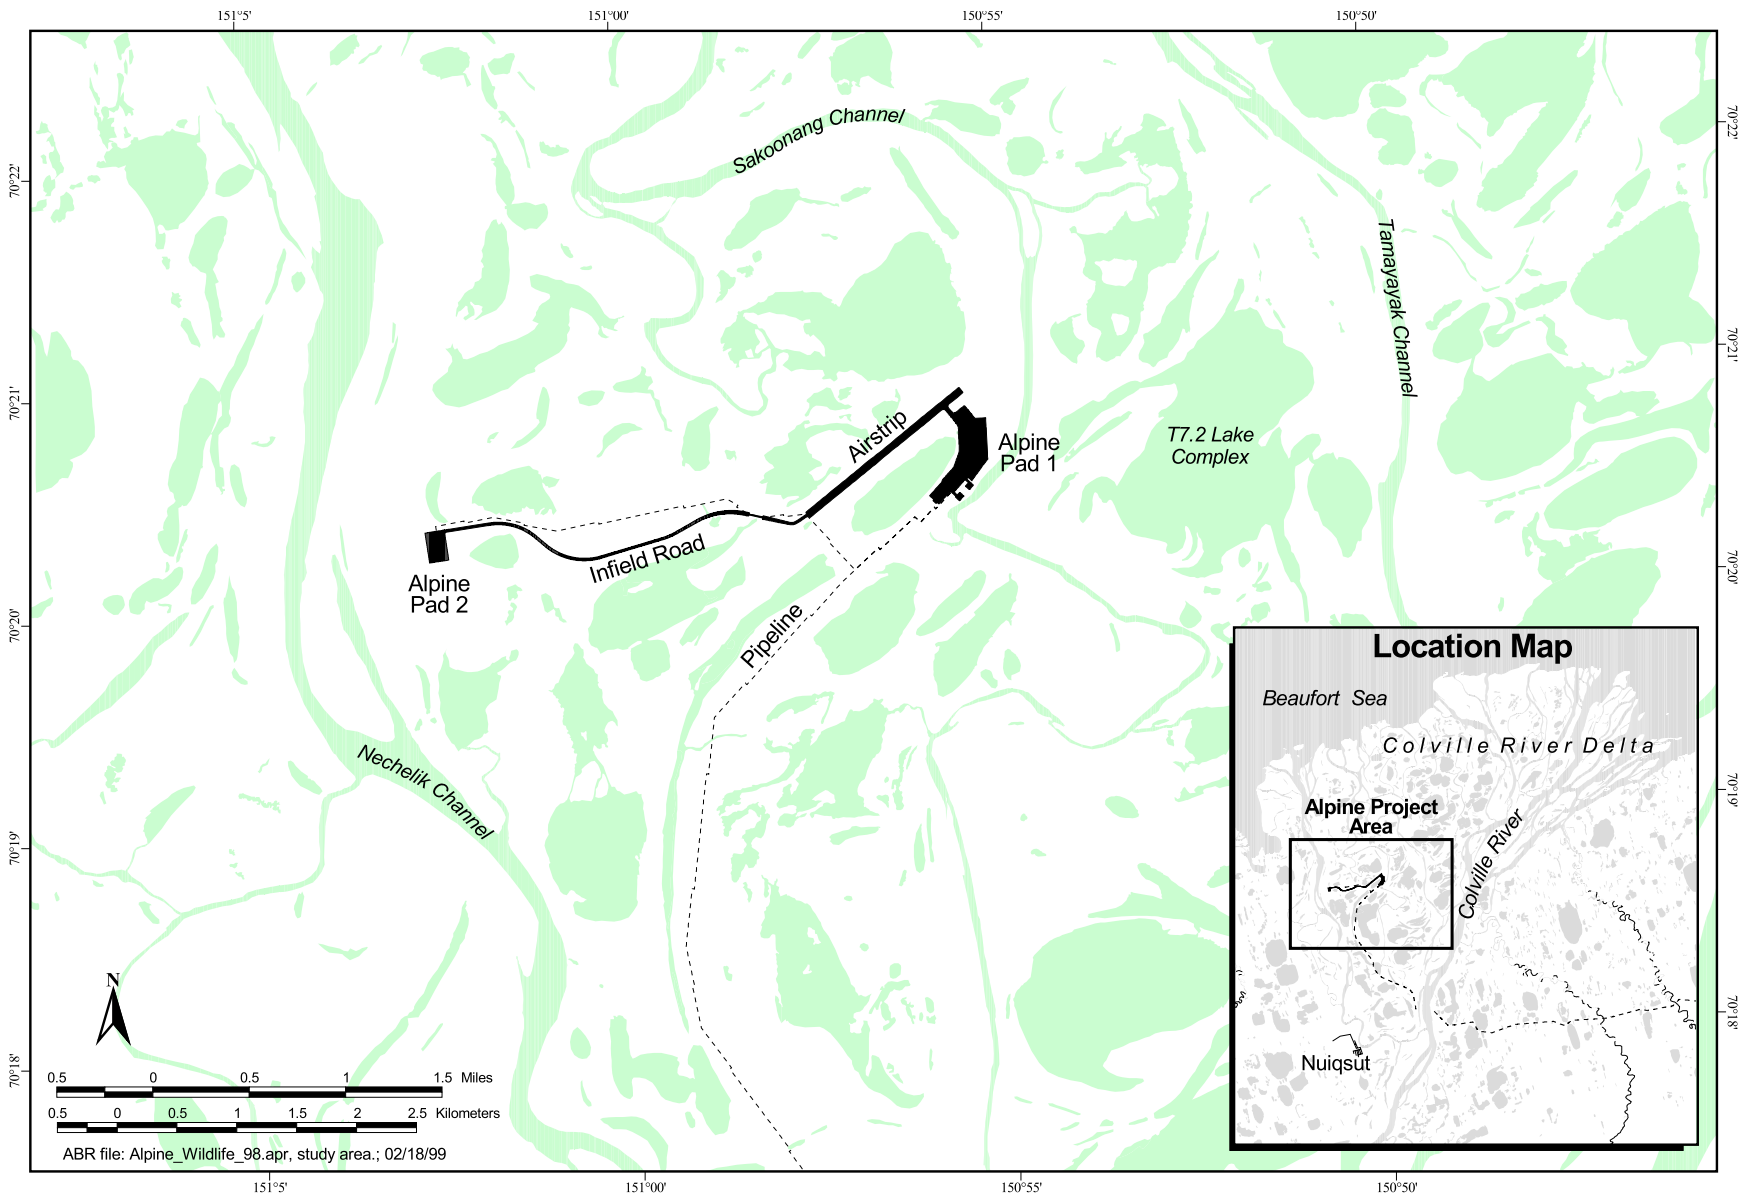 151°5'
151°00'
150°55'
150°50'
70°22'
70°22'
Sakoonang Channel
Tamayayak Channel
70°21'
70°21'
Airstrip
Alpine
Pad 1
T7.2 Lake
Complex
Infield Road
Alpine
Pad 2
70°20'
70°20'
Pipeline
Nechelik Channel
70°19'
70°19'
Location Map
Beaufort Sea
Colville River Delta
Alpine Project
Area
Colville River
Nuiqsut
N
70°18'
70°18'
0.5 0 0.5 1 1.5 Miles
0.5 0 0.5 1 1.5 2 2.5 Kilometers
ABR file: Alpine_Wildlife_98.apr, study area.; 02/18/99
151°5'
151°00'
150°55'
150°50'